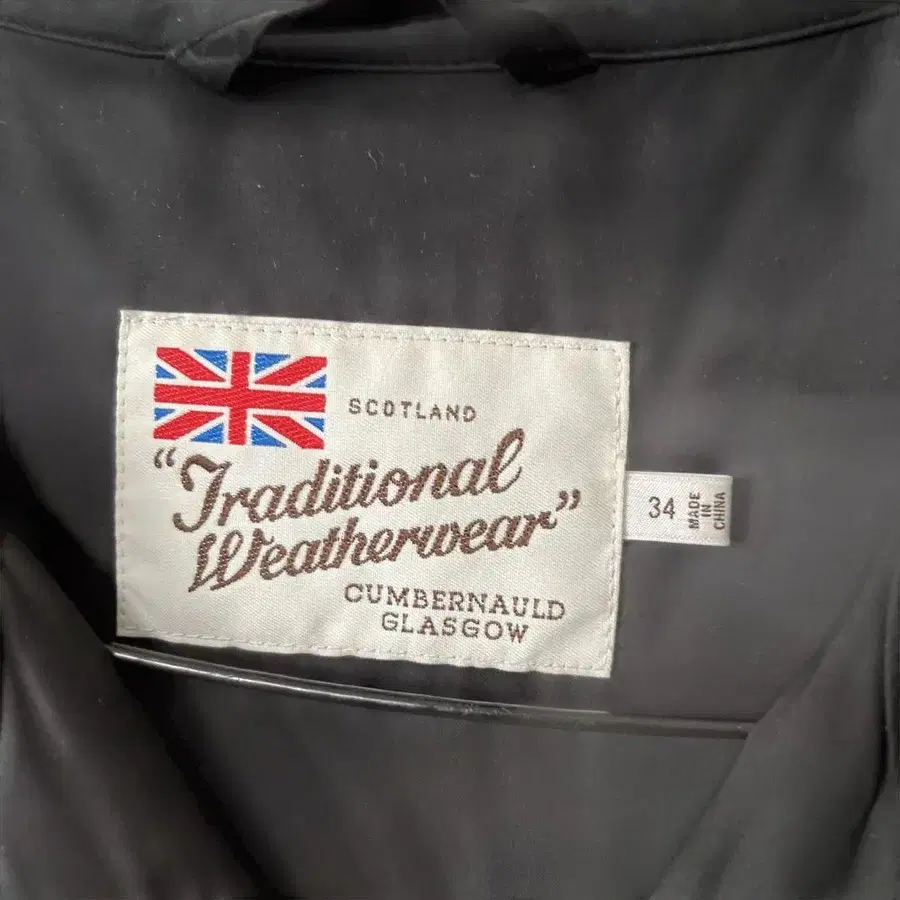 SCOTLAND
“Traditional
Weatherwear”
CUMBERNAULD
GLASGOW
34
MADE
IN
CHINA